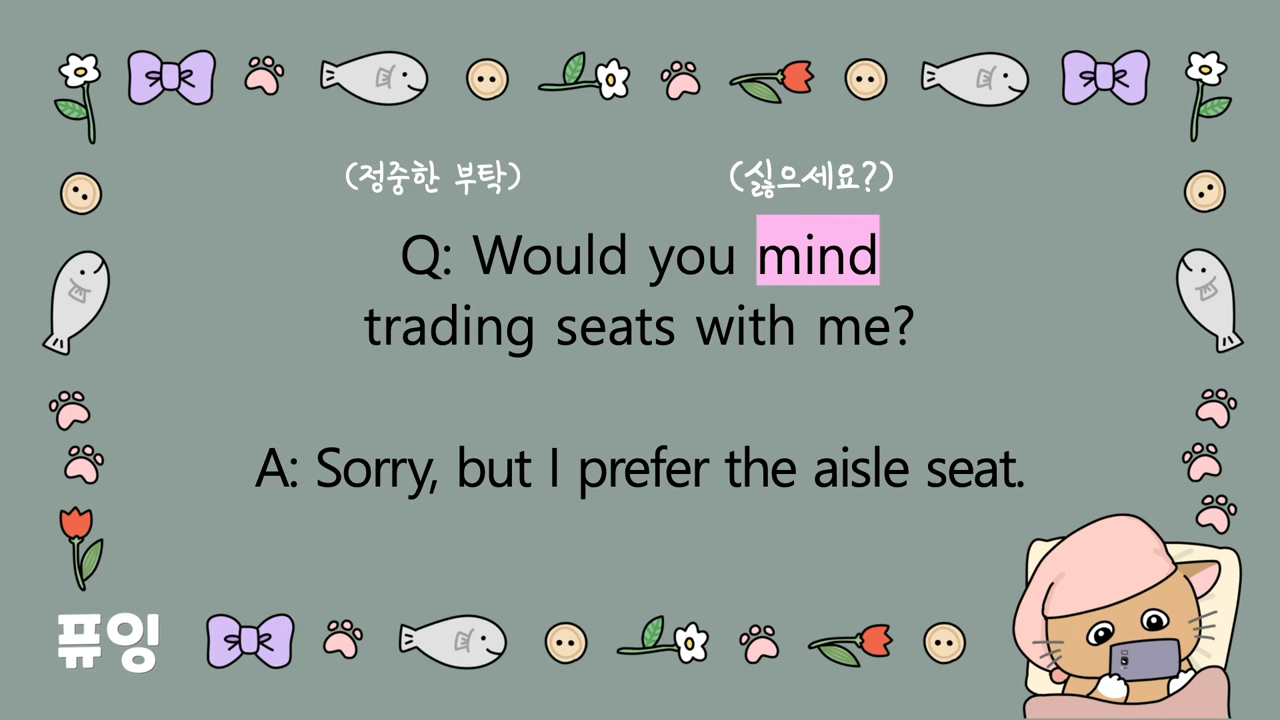 (정중한 부탁) (싫으세요?)
Q: Would you mind
trading seats with me?
A: Sorry, but I prefer the aisle seat.
퓨잉